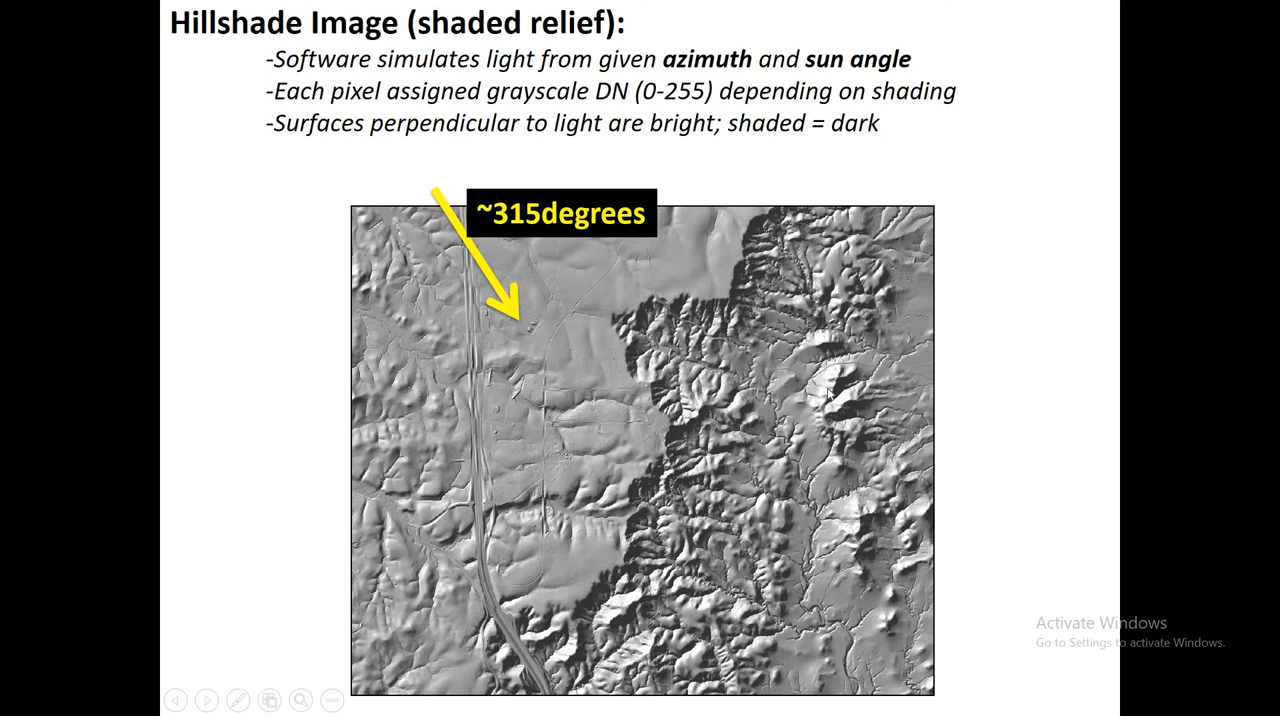 Hillshade Image (shaded relief):
-Software simulates light from given azimuth and sun angle
-Each pixel assigned grayscale DN (0-255) depending on shading
-Surfaces perpendicular to light are bright; shaded = dark
~315degrees
Activate Windows
Go to Settings to activate Windows.